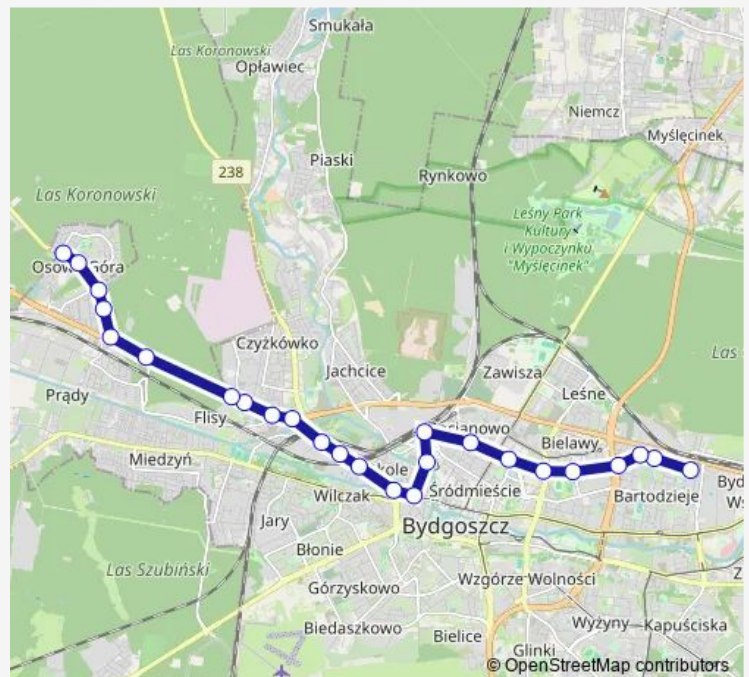 Smukała
Las Koronowski
Opławiec
Niemcz
Myślęcinek
Piaski
238
Rynkowo
Las Koronowski
Leśny Park
Kultury
i Wypoczynku
"Myślęcinek"
Czyżkówko
Jachcice
Zawisza
Las
Leśne
Prądy
Flisy
Bielawy
Miedzyń
Wilczak
Śródmieście
Bartodzieje
Byd
Jary
Bydgoszcz
Błonie
Las Szubiński
Górzyskowo
Wzgórze Wolności
Biedaszkowo
Bielice
Wyżyny
Kapuściska
Glinki
© OpenStreetMap contributors